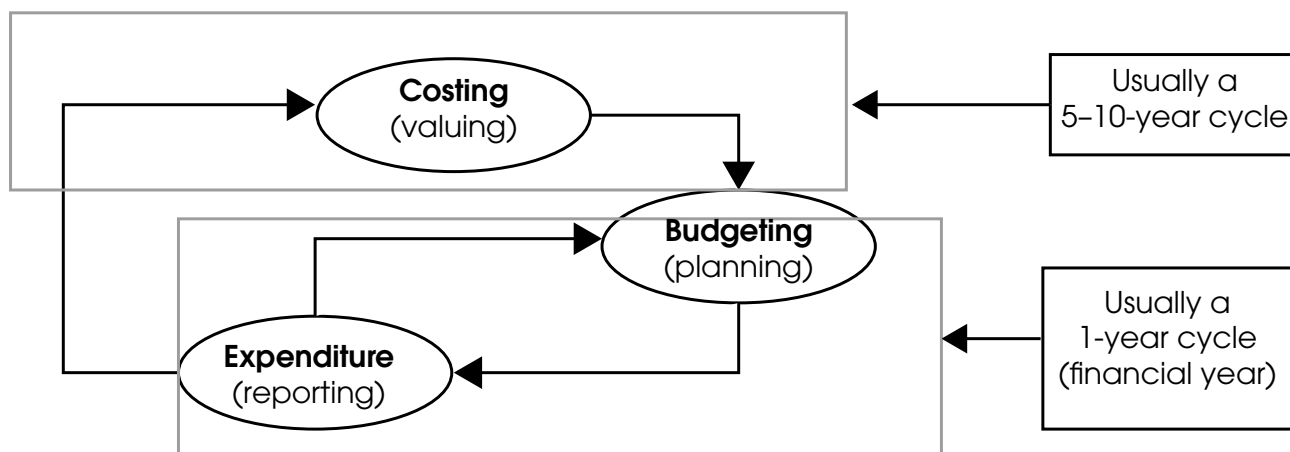 Costing
(valuing)
Usually a
5–10-year cycle
Budgeting
(planning)
Usually a
1-year cycle
(financial year)
Expenditure
(reporting)